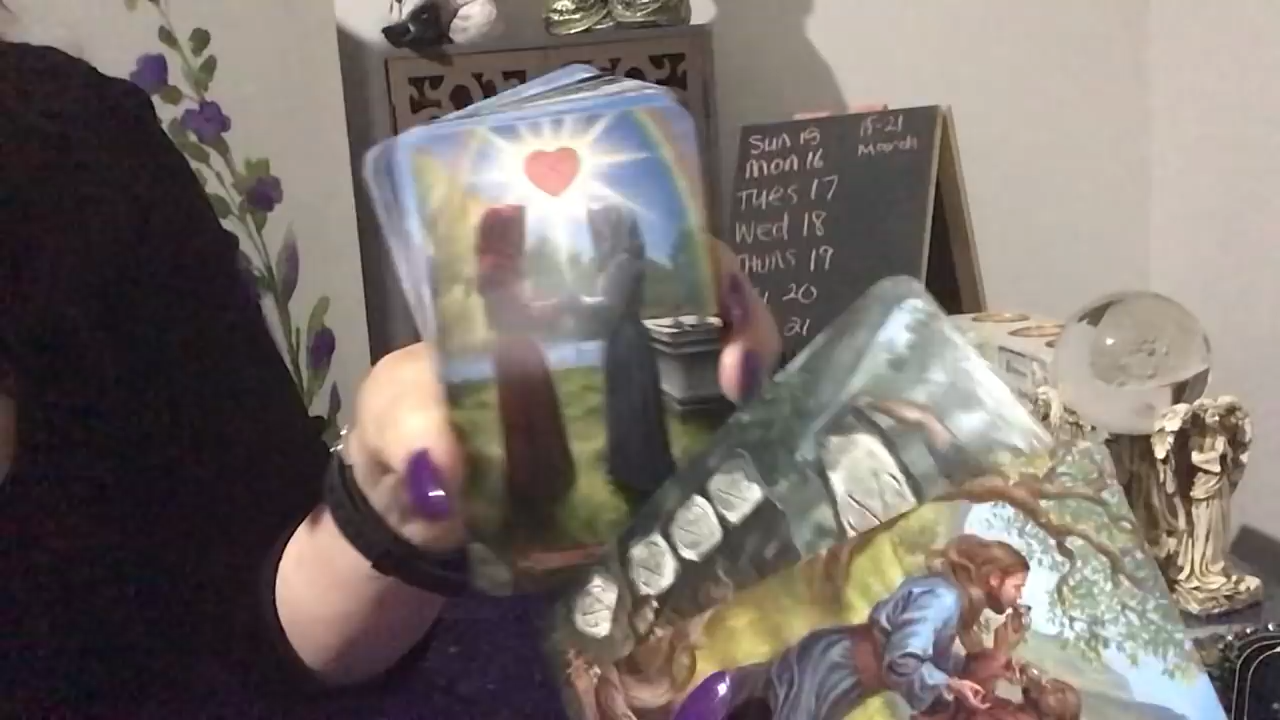 Sun 15
15-21
March
Mon 16
Tues 17
Wed 18
Thurs 19
20
21